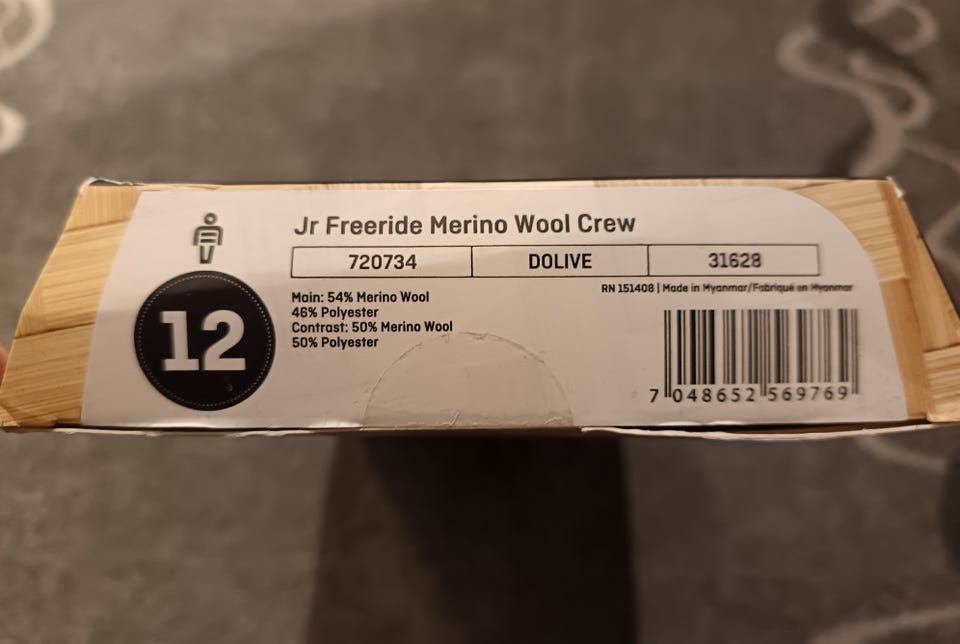 Jr Freeride Merino Wool Crew
720734 DOLIVE 31628
RN 151408 | Made in Myanmar/Fabriqué en Myanmar
Main: 54% Merino Wool
46% Polyester
Contrast: 50% Merino Wool
50% Polyester
12
7 048652 569769